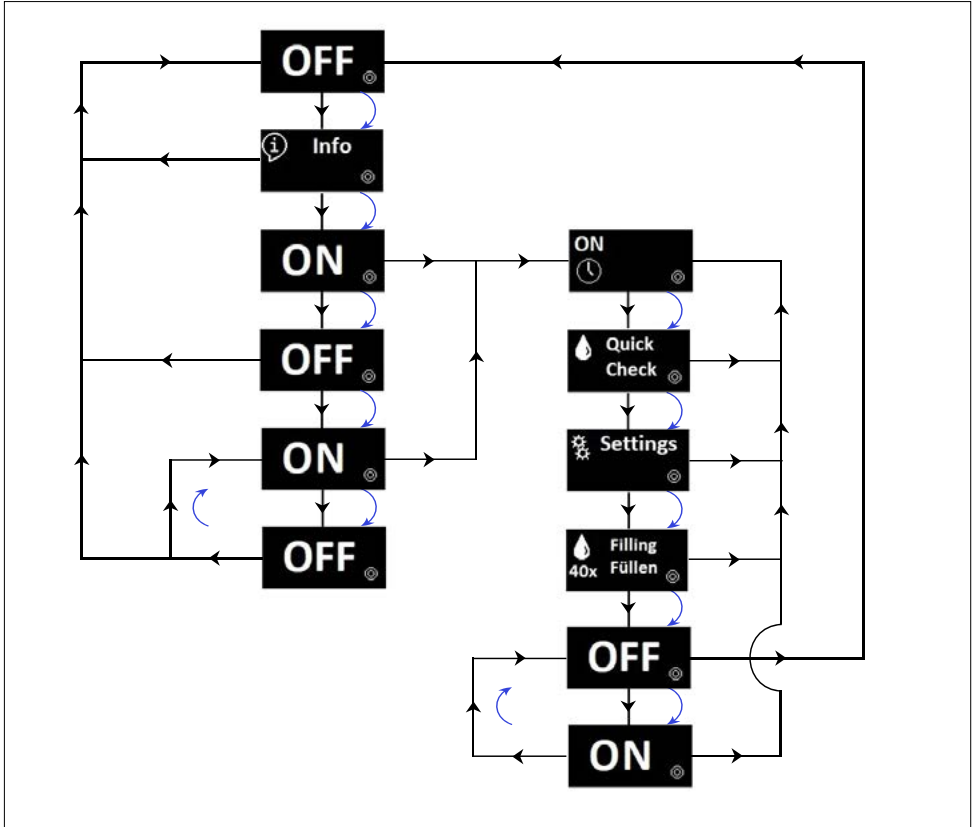 OFF
Info
ON
OFF
ON
OFF
ON
Quick
Check
Settings
40x
Filling
Füllen
OFF
ON